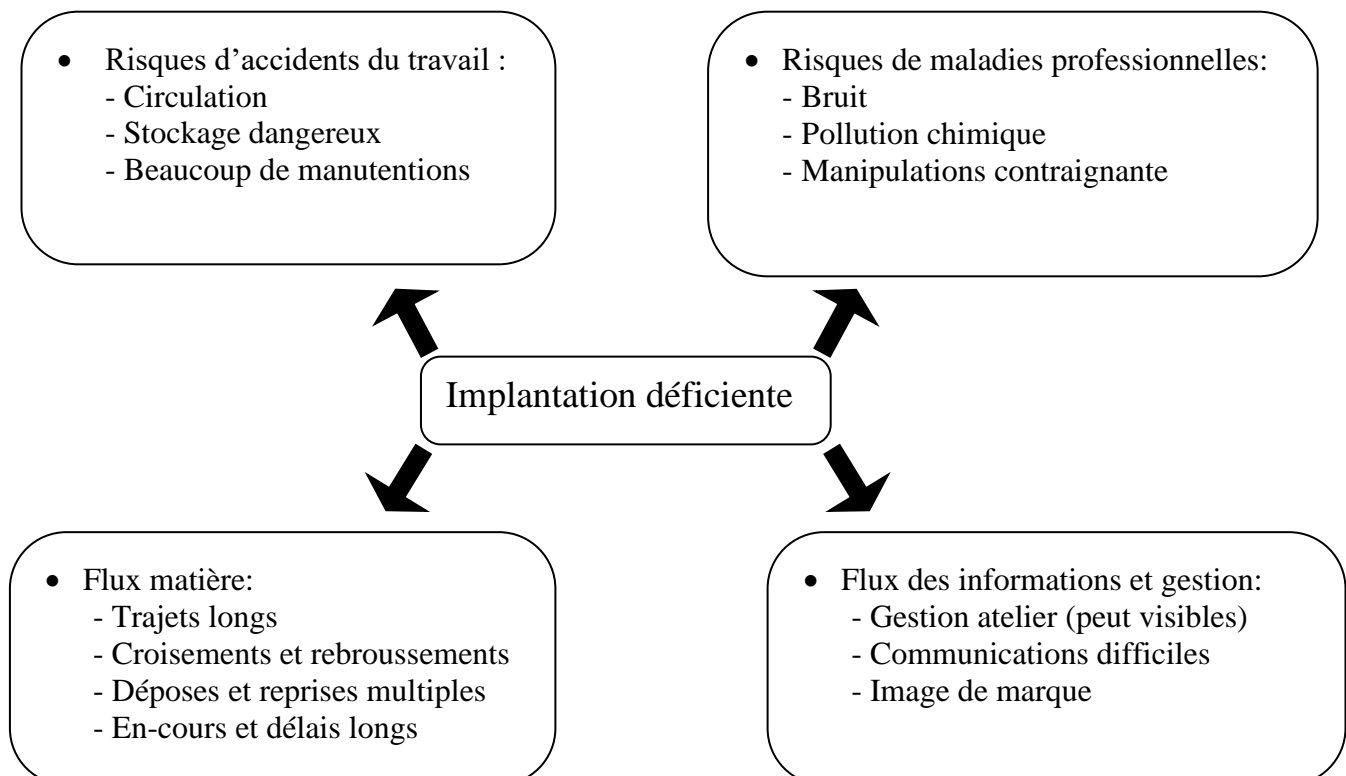 • Risques d'accidents du travail :
- Circulation
- Stockage dangereux
- Beaucoup de manutentions
• Risques de maladies professionnelles:
- Bruit
- Pollution chimique
- Manipulations contraignante
Implantation déficiente
• Flux matière:
- Trajets longs
- Croisements et rebroussements
- Déposes et reprises multiples
- En-cours et délais longs
• Flux des informations et gestion:
- Gestion atelier (peut visibles)
- Communications difficiles
- Image de marque